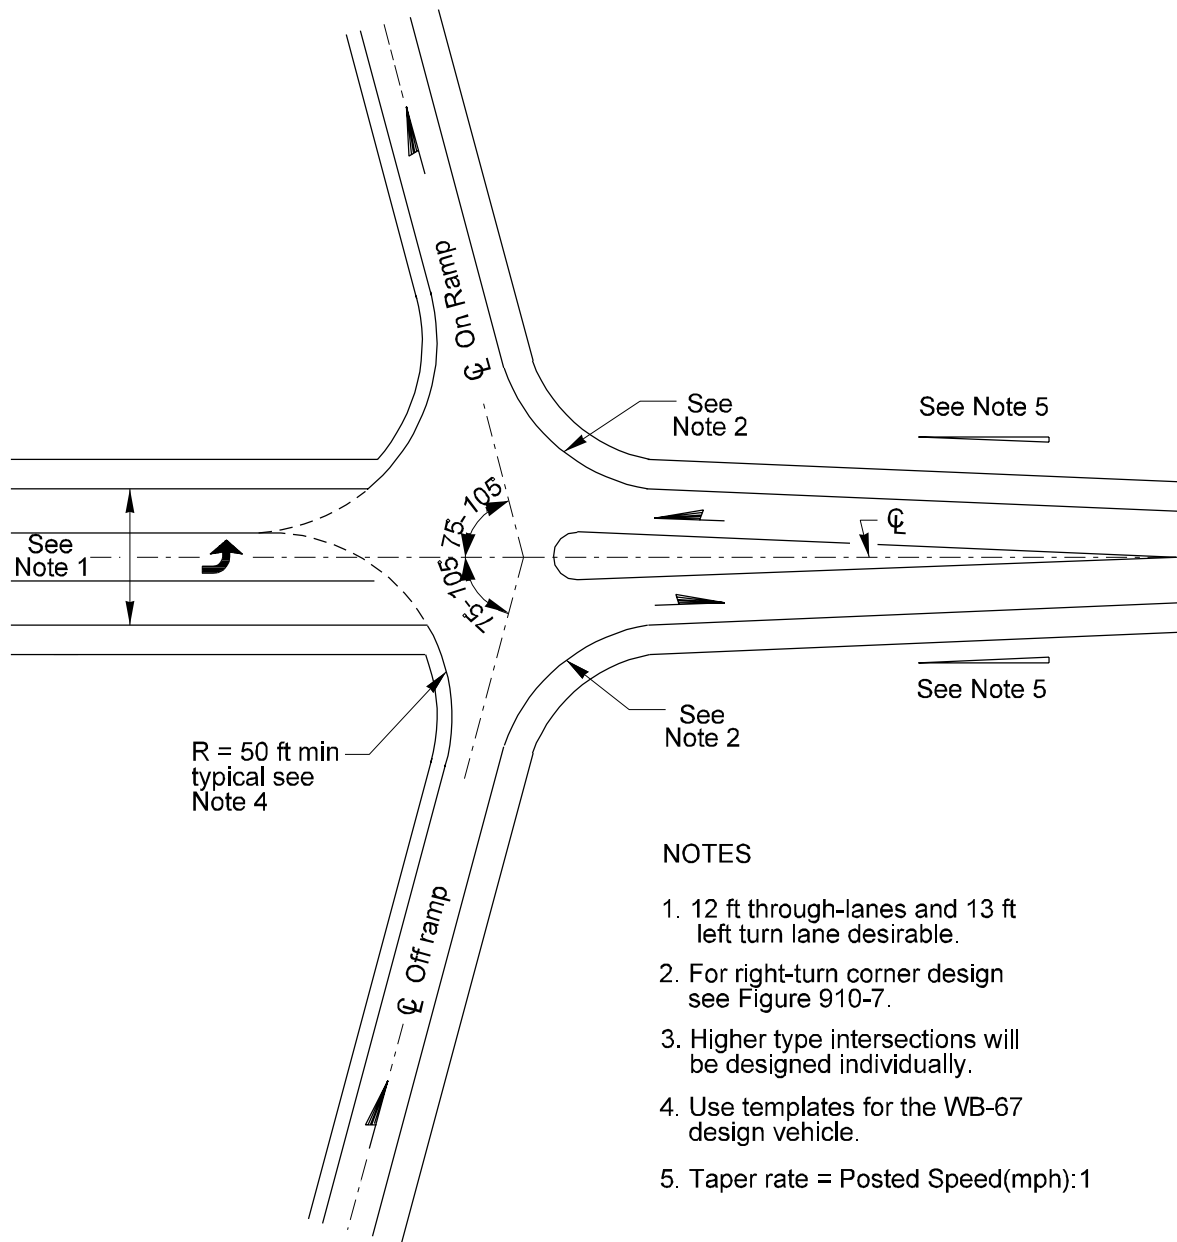 ℄ On Ramp
See
Note 2
See Note 5
75-105°
℄
See
Note 1
75-105°
See Note 5
See
Note 2
R = 50 ft min
typical see
Note 4
℄ Off ramp
NOTES
1. 12 ft through-lanes and 13 ft
left turn lane desirable.
2. For right-turn corner design
see Figure 910-7.
3. Higher type intersections will
be designed individually.
4. Use templates for the WB-67
design vehicle.
5. Taper rate = Posted Speed(mph):1